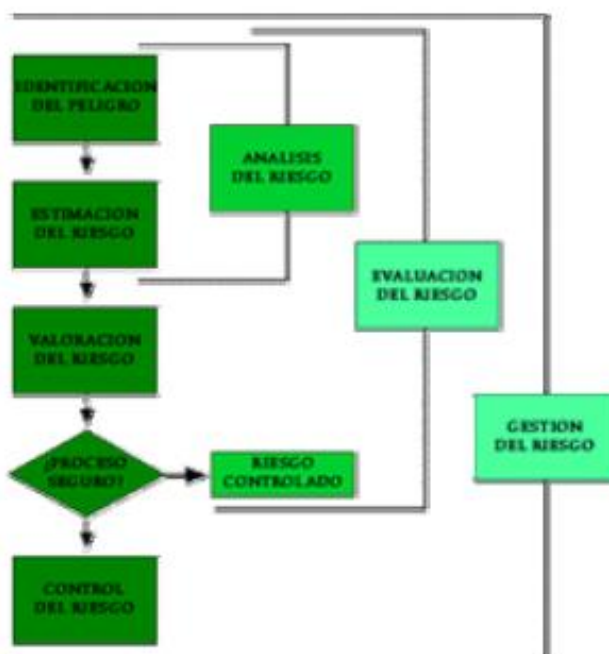 IDENTIFICACION
DEL PELIGRO
ANALISIS
DEL RIESGO
ESTIMACION
DEL RIESGO
EVALUACION
DEL RIESGO
VALORACION
DEL RIESGO
GESTION
DEL RIESGO
¿PROCESO
SEGURO?
RIESGO
CONTROLADO
CONTROL
DEL RIESGO